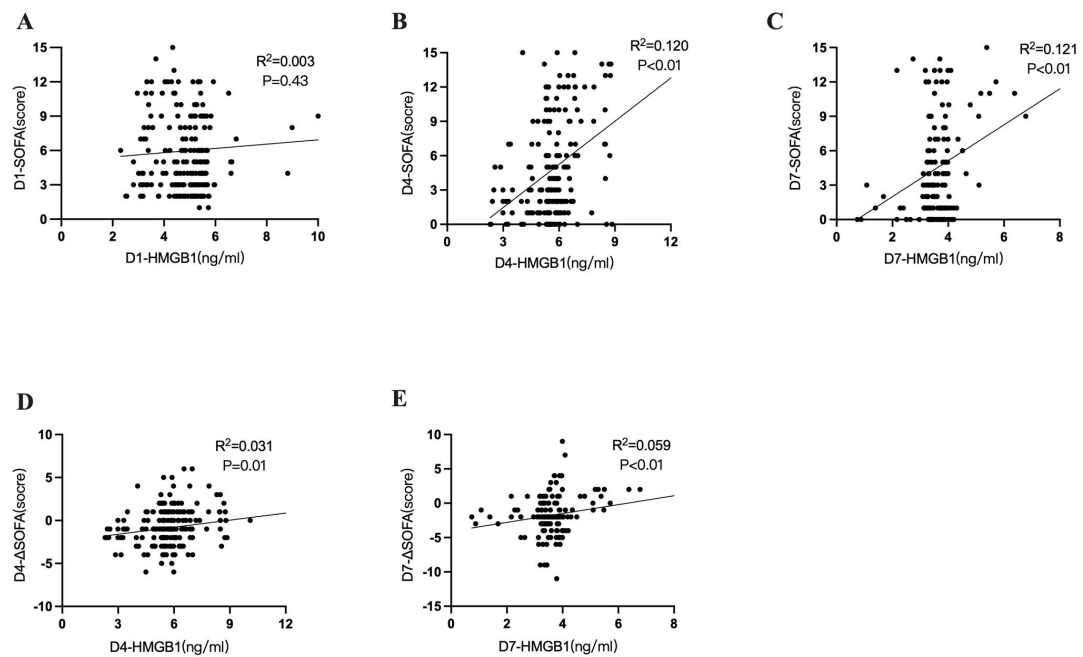 A
R²=0.003
P=0.43
15
12
9
6
3
0
D1-SOFA(score)
0 2 4 6 8 10
D1-HMGB1(ng/ml)
B
R²=0.120
P<0.01
15
12
9
6
3
0
D4-SOFA(socre)
0 3 6 9 12
D4-HMGB1(ng/ml)
C
R²=0.121
P<0.01
15
12
9
6
3
0
D7-SOFA(score)
0 2 4 6 8
D7-HMGB1(ng/ml)
D
R²=0.031
P=0.01
10
5
0
-5
-10
D4-ΔSOFA(socre)
0 3 6 9 12
D4-HMGB1(ng/ml)
E
R²=0.059
P<0.01
10
5
0
-5
-10
-15
D7-ΔSOFA(score)
0 2 4 6 8
D7-HMGB1(ng/ml)